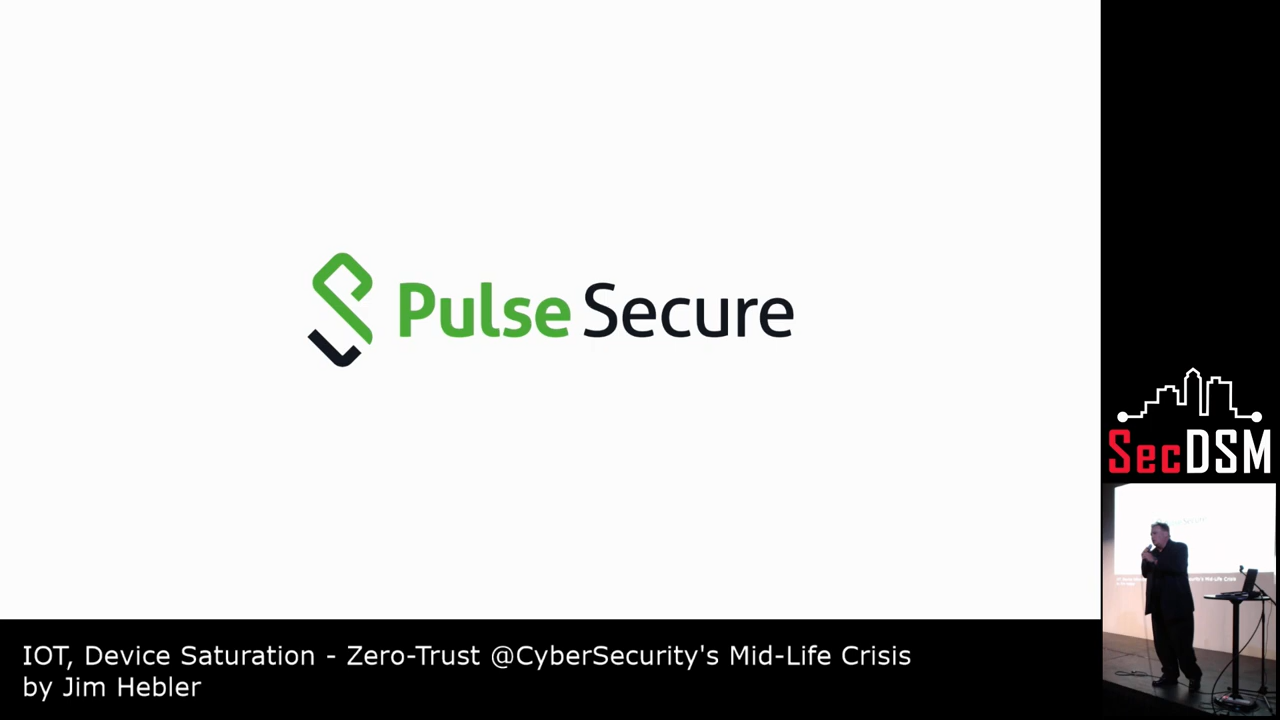 Pulse Secure
SecDSM
IOT, Device Saturation - Zero-Trust @CyberSecurity's Mid-Life Crisis
by Jim Hebler